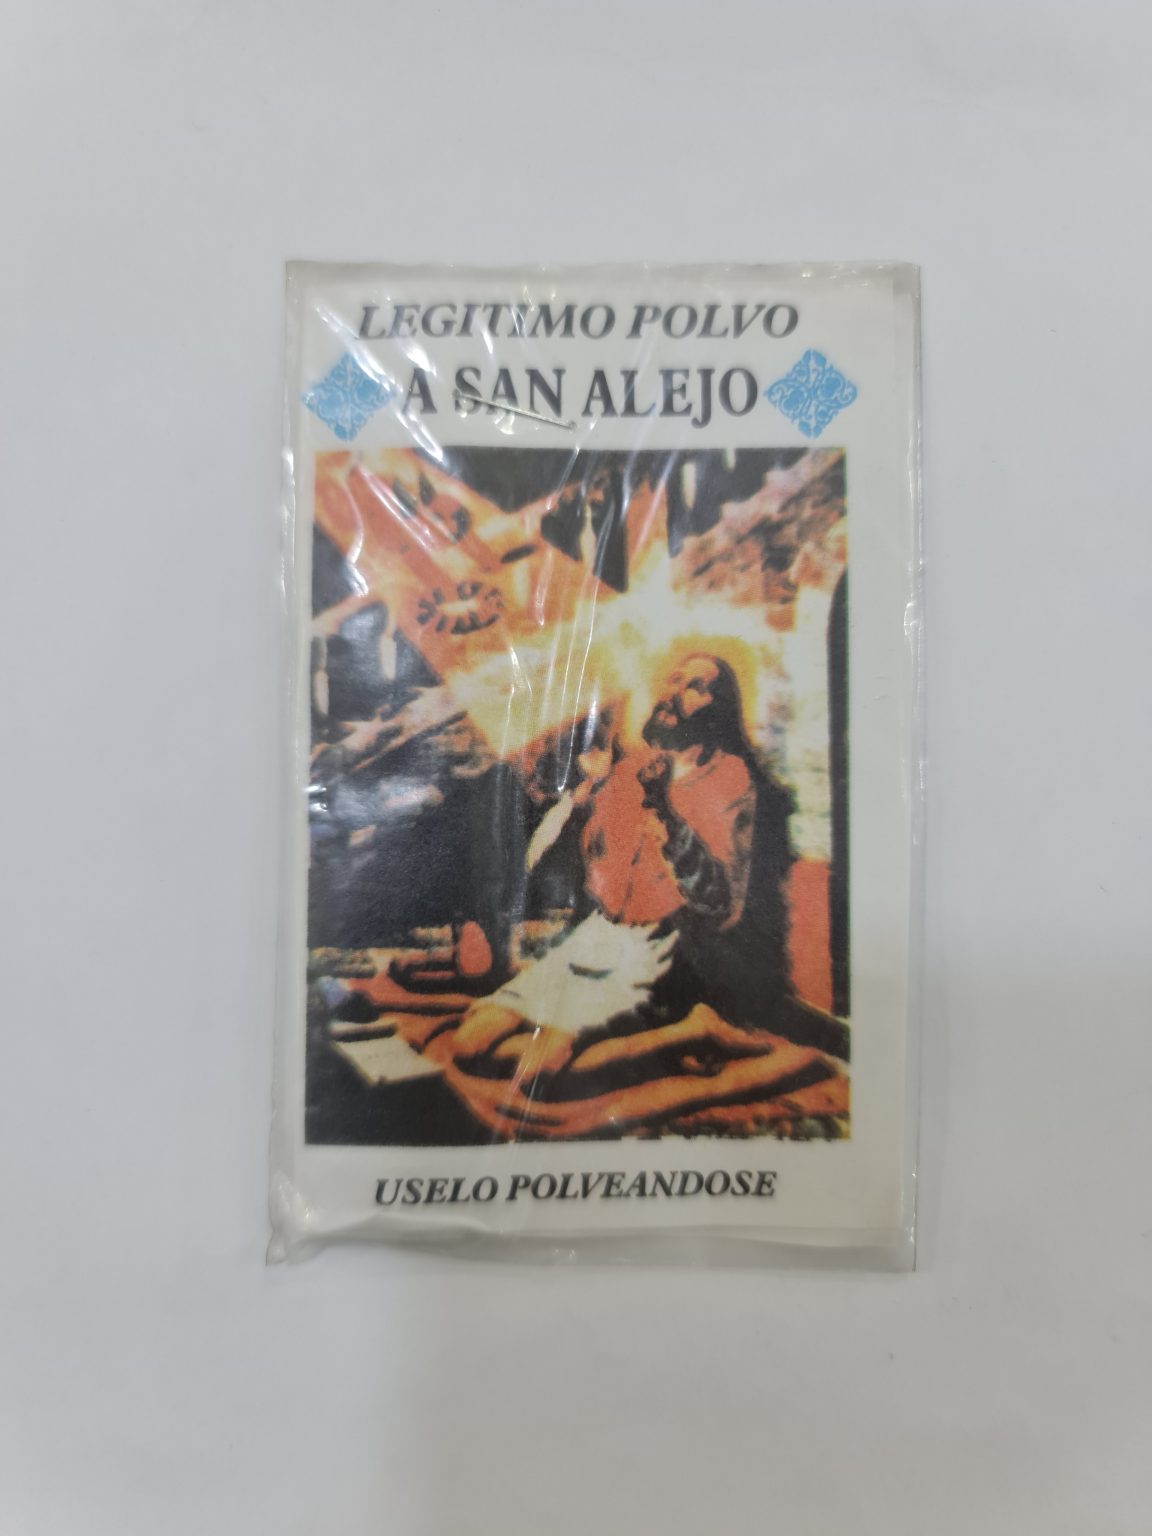 LEGITIMO POLVO
A SAN ALEJO
USELO POLVEANDOSE